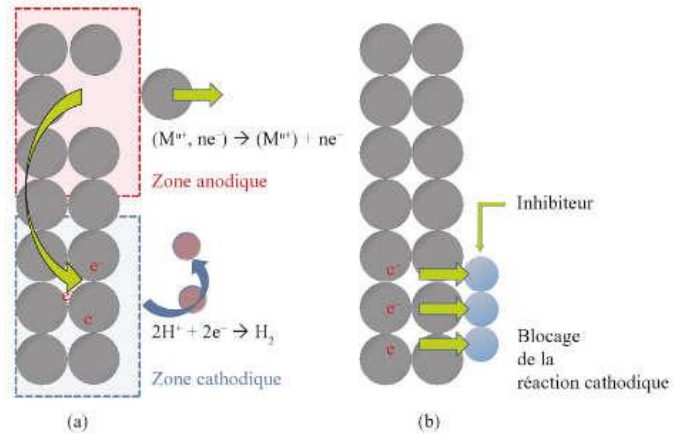 (Mⁿ⁺, ne⁻) → (Mⁿ⁺) + ne⁻
Zone anodique
e⁻
e
e
2H⁺ + 2e⁻ → H₂
Zone cathodique
(a)
Inhibiteur
e⁻
e⁻
e
Blocage
de la
réaction cathodique
(b)